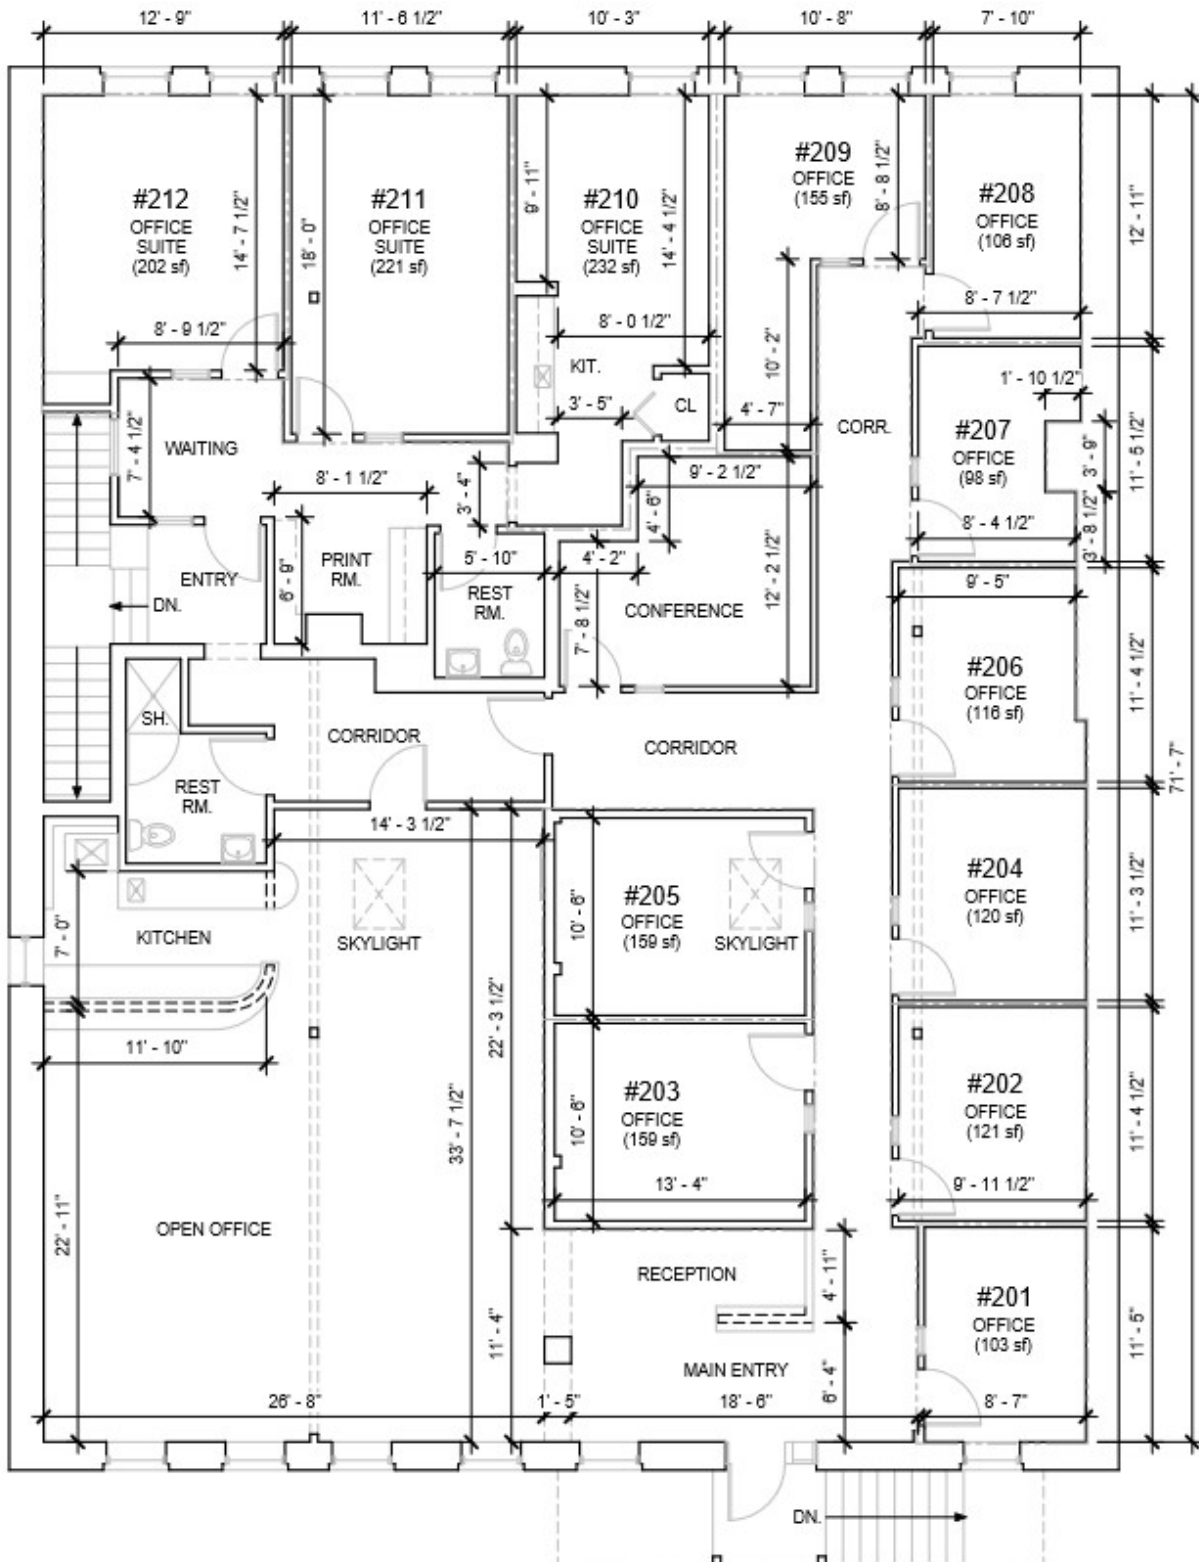 12' - 9"
11' - 6 1/2"
10' - 3"
10' - 8"
7' - 10"
#212
OFFICE
SUITE
(202 sf)
14' - 7 1/2"
8' - 9 1/2"
#211
OFFICE
SUITE
(221 sf)
18' - 0"
9' - 11"
#210
OFFICE
SUITE
(232 sf)
14' - 4 1/2"
8' - 0 1/2"
#209
OFFICE
(155 sf)
8' - 8 1/2"
#208
OFFICE
(106 sf)
12' - 11"
8' - 7 1/2"
KIT.
3' - 5"
CL
10' - 2"
4' - 7"
CORR.
1' - 10 1/2"
#207
OFFICE
(98 sf)
3' - 9"
11' - 5 1/2"
8' - 4 1/2"
3' - 8 1/2"
WAITING
7' - 4 1/2"
8' - 1 1/2"
3' - 4"
9' - 2 1/2"
4' - 6"
ENTRY
DN.
6' - 9"
PRINT
RM.
5' - 10"
REST
RM.
4' - 2"
7' - 8 1/2"
CONFERENCE
12' - 2 1/2"
9' - 5"
#206
OFFICE
(116 sf)
11' - 4 1/2"
71' - 7"
SH.
REST
RM.
CORRIDOR
CORRIDOR
14' - 3 1/2"
7' - 0"
KITCHEN
SKYLIGHT
11' - 10"
22' - 3 1/2"
33' - 7 1/2"
#205
OFFICE
(159 sf)
10' - 6"
SKYLIGHT
#204
OFFICE
(120 sf)
11' - 3 1/2"
#203
OFFICE
(159 sf)
10' - 6"
13' - 4"
#202
OFFICE
(121 sf)
11' - 4 1/2"
9' - 11 1/2"
22' - 11"
OPEN OFFICE
RECEPTION
4' - 11"
11' - 4"
MAIN ENTRY
6' - 4"
#201
OFFICE
(103 sf)
11' - 5"
26' - 8"
1' - 5"
18' - 6"
8' - 7"
DN.